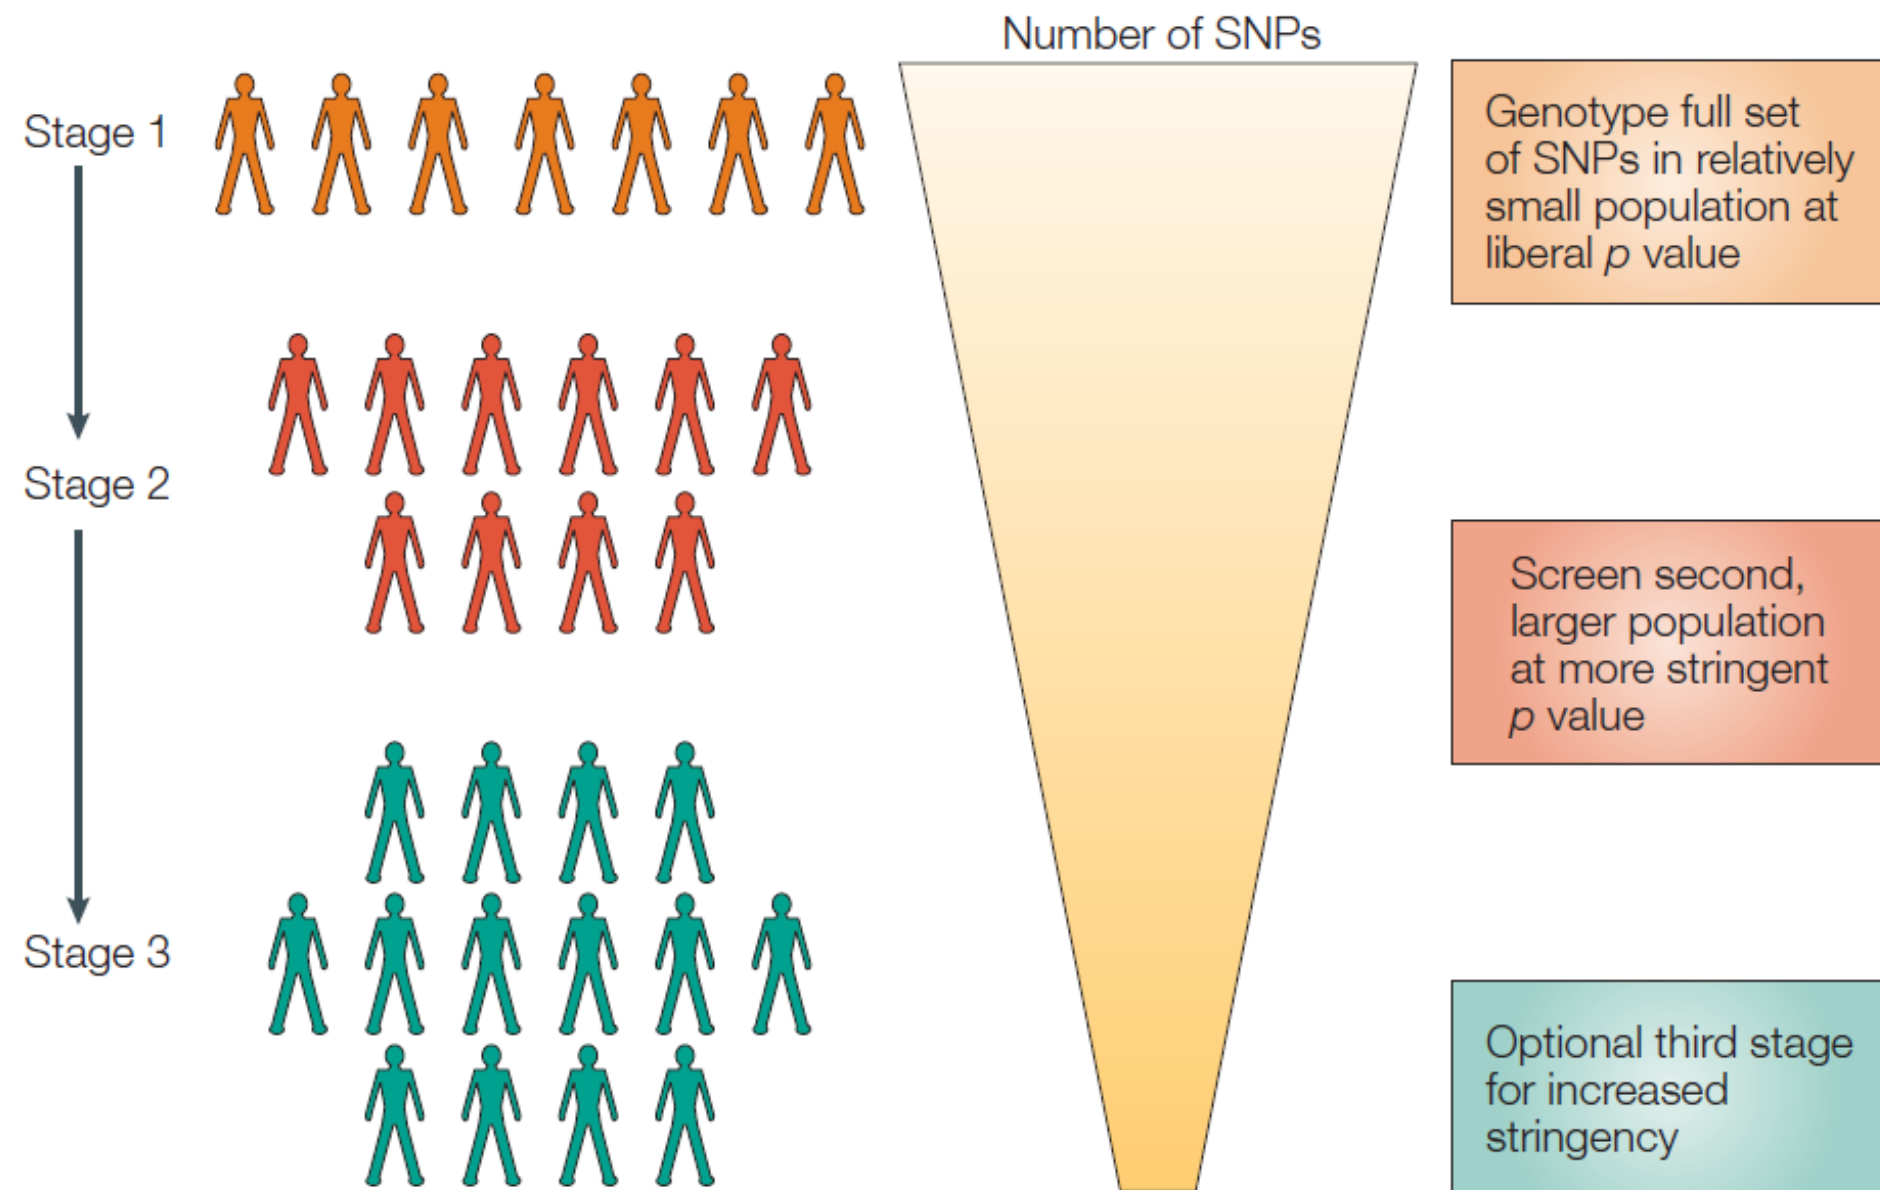 Number of SNPs
Stage 1
Genotype full set
of SNPs in relatively
small population at
liberal p value
Stage 2
Screen second,
larger population
at more stringent
p value
Stage 3
Optional third stage
for increased
stringency